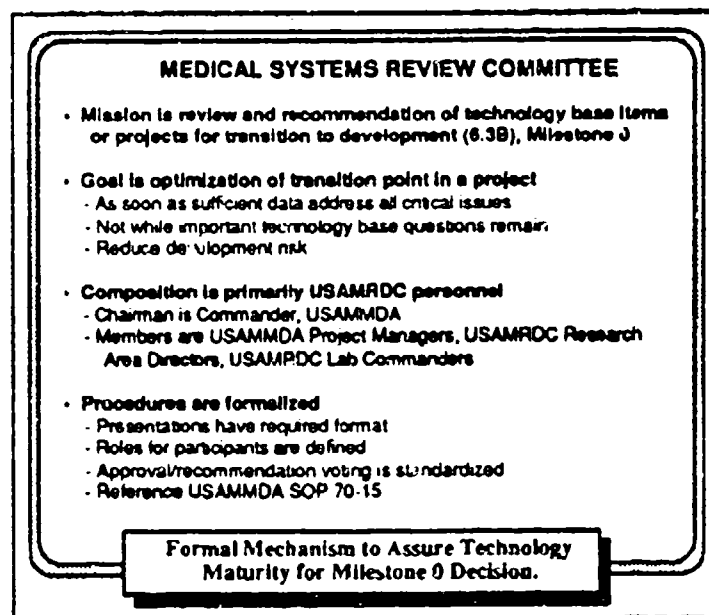 MEDICAL SYSTEMS REVIEW COMMITTEE
• Mission is review and recommendation of technology base items
or projects for transition to development (6.3B), Milestone 0
• Goal is optimization of transition point in a project
- As soon as sufficient data address all critical issues
- Not while important technology base questions remain
- Reduce development risk
• Composition is primarily USAMRDC personnel
- Chairman is Commander, USAMMDA
- Members are USAMMDA Project Managers, USAMRDC Research
Area Directors, USAMRDC Lab Commanders
• Procedures are formalized
- Presentations have required format
- Roles for participants are defined
- Approval/recommendation voting is standardized
- Reference USAMMDA SOP 70-15
Formal Mechanism to Assure Technology
Maturity for Milestone 0 Decision.